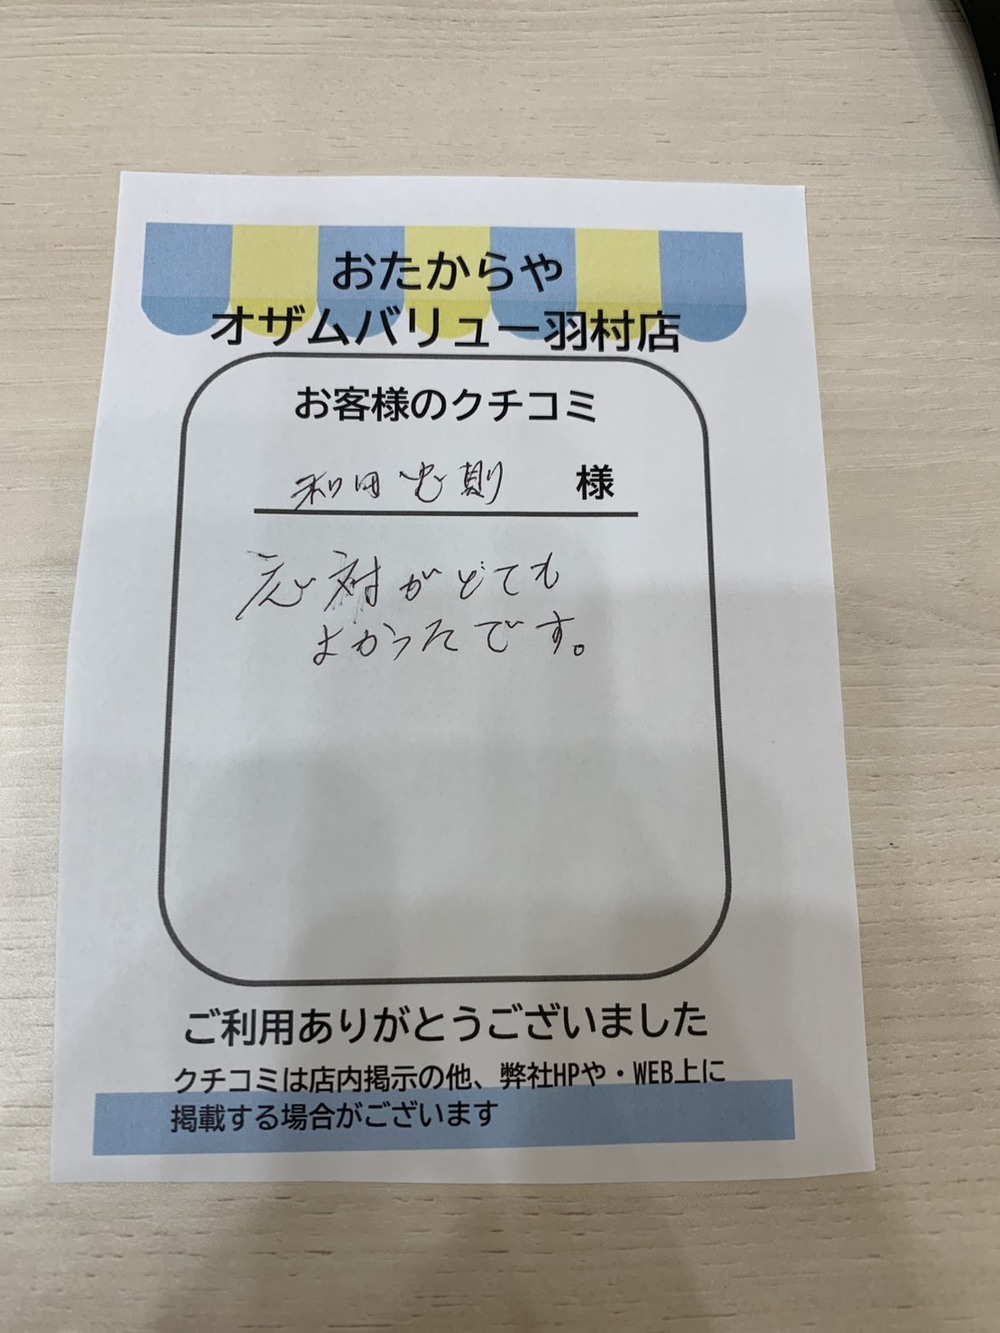 おたからや
オザムバリュー羽村店
お客様のクチコミ
利田忠則 様
応対がとても
よかったです。
ご利用ありがとうございました
クチコミは店内掲示の他、弊社HPや・WEB上に
掲載する場合がございます